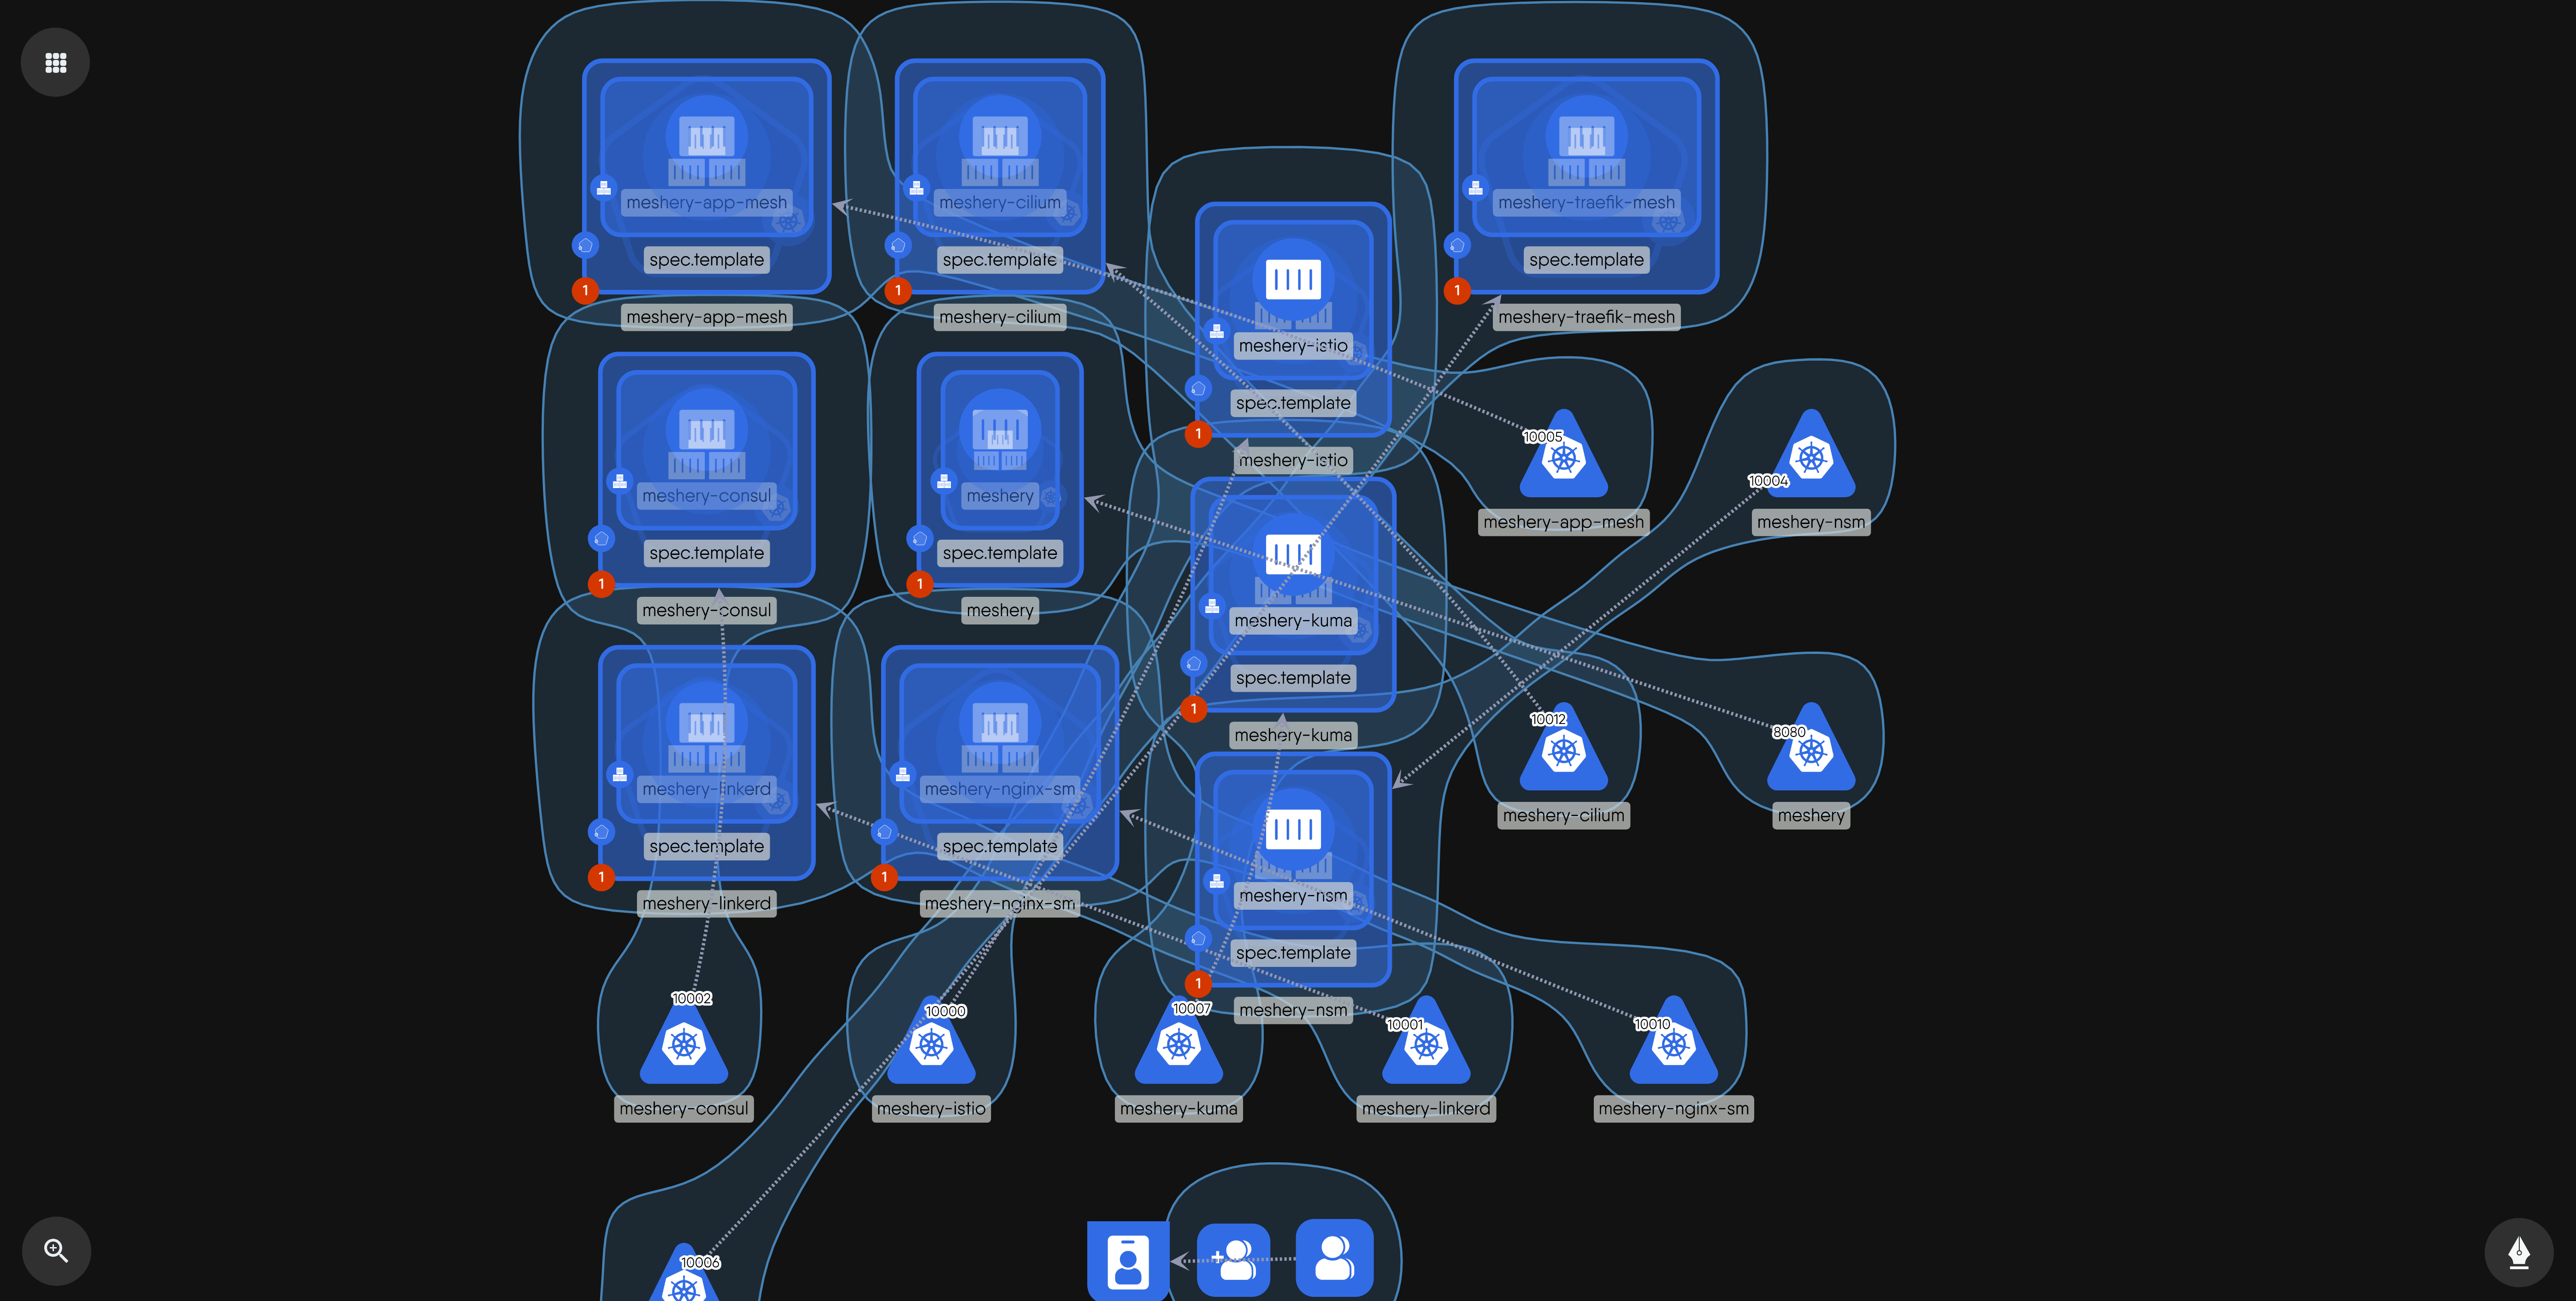 meshery-app-mesh
spec.template
1
meshery-app-mesh
meshery-cilium
spec.template
1
meshery-cilium
meshery-istio
spec.template
1
meshery-istio
meshery-traefik-mesh
spec.template
1
meshery-traefik-mesh
meshery-consul
spec.template
1
meshery-consul
meshery
spec.template
1
meshery
meshery-kuma
spec.template
1
meshery-kuma
10005
meshery-app-mesh
10004
meshery-nsm
meshery-linkerd
spec.template
1
meshery-linkerd
meshery-nginx-sm
spec.template
1
meshery-nginx-sm
meshery-nsm
spec.template
1
meshery-nsm
10012
meshery-cilium
8080
meshery
10002
meshery-consul
10000
meshery-istio
10007
meshery-kuma
10001
meshery-linkerd
10010
meshery-nginx-sm
10006